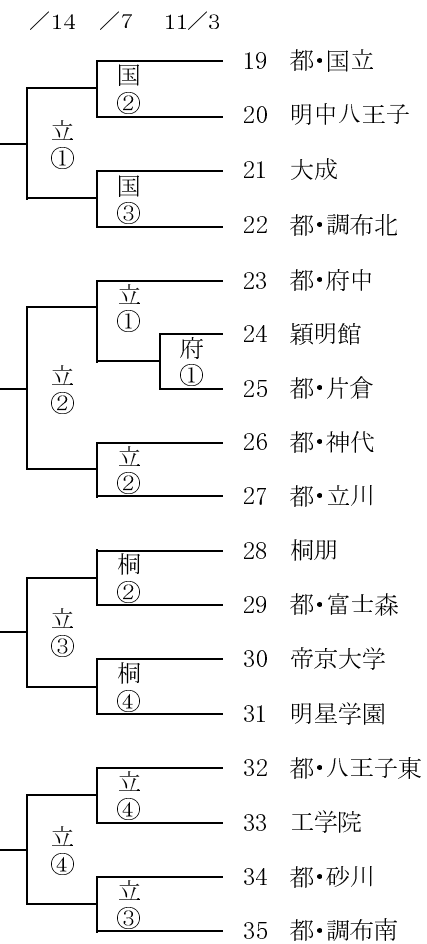 ／14 ／7 11／3
19 都・国立
国
②
20 明中八王子
立
①
21 大成
国
③
22 都・調布北
23 都・府中
立
①
24 穎明館
府
①
25 都・片倉
立
②
26 都・神代
立
②
27 都・立川
28 桐朋
桐
②
29 都・富士森
立
③
30 帝京大学
桐
④
31 明星学園
32 都・八王子東
立
④
33 工学院
立
④
34 都・砂川
立
③
35 都・調布南